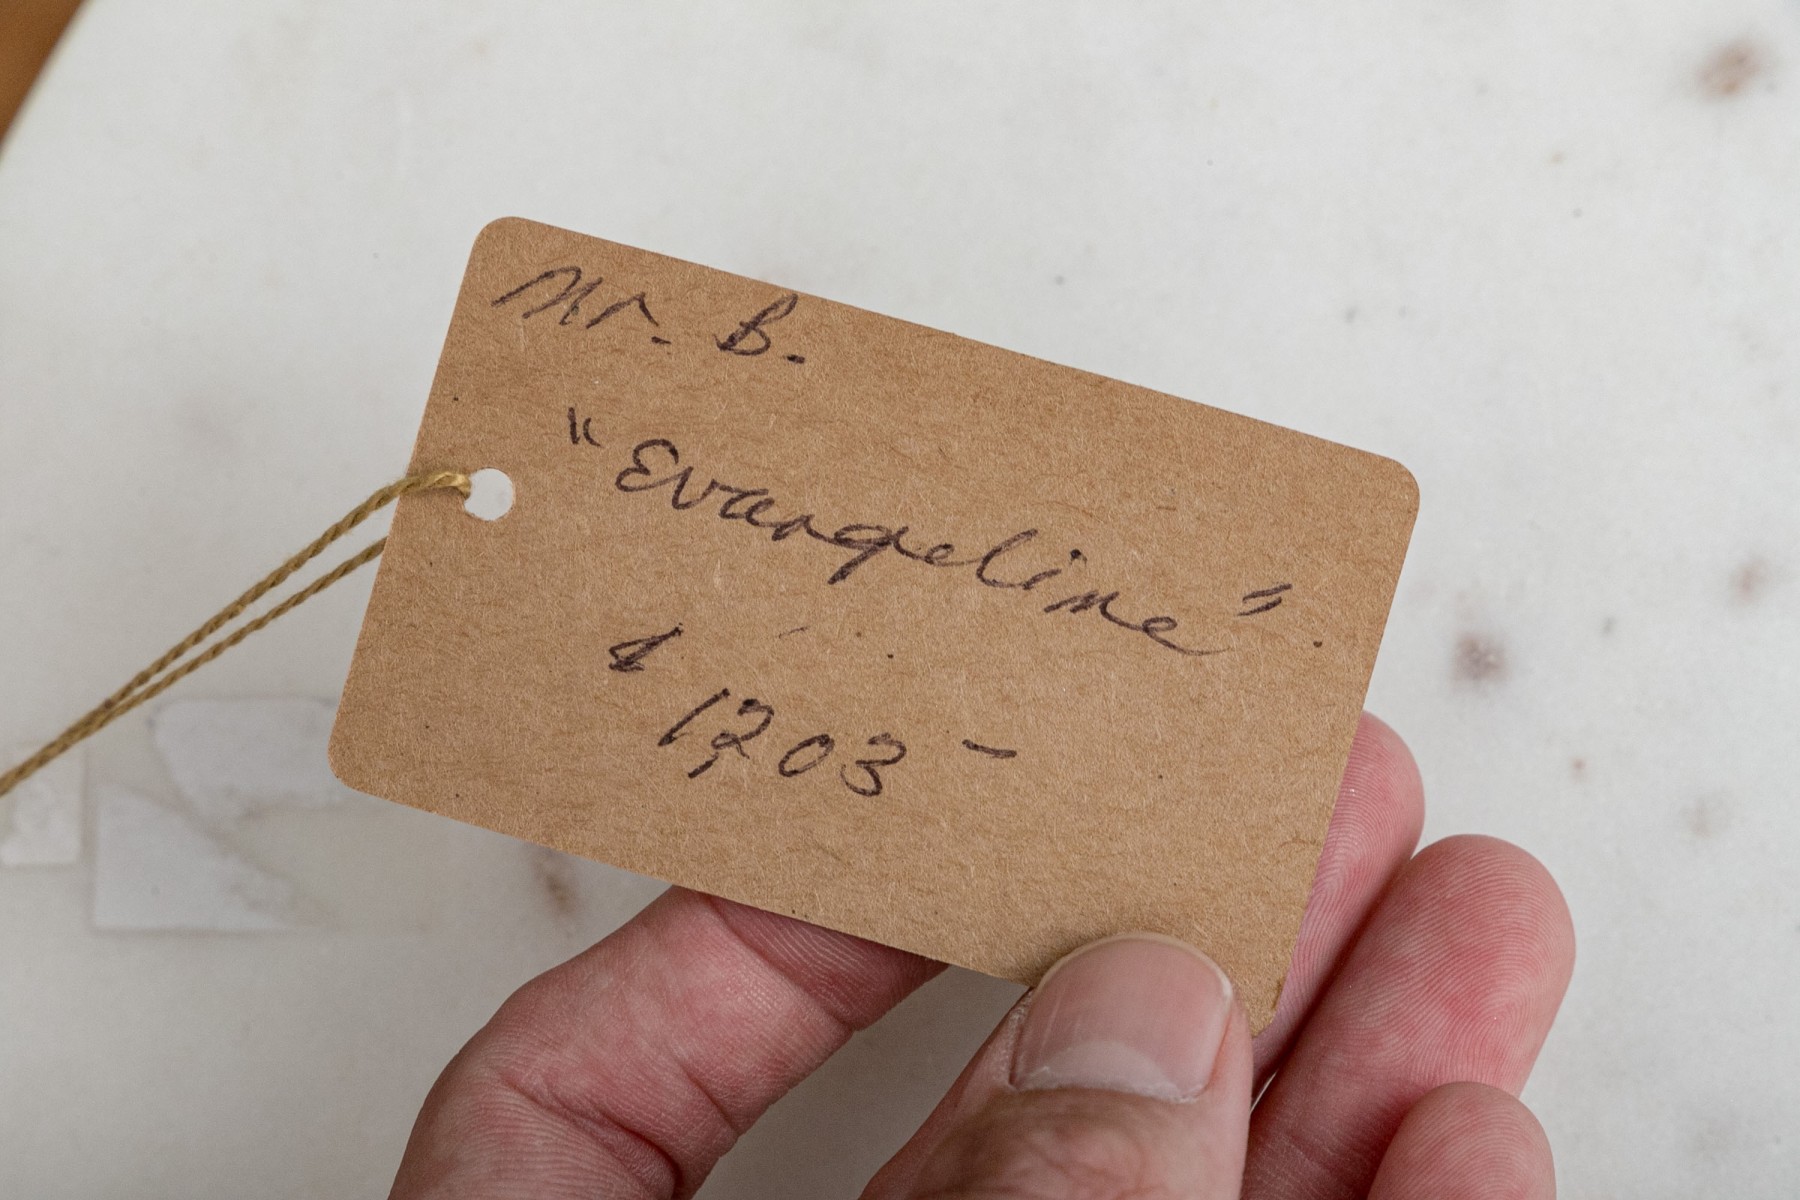 Mr. B.
"Evangeline"
$
1,203 -